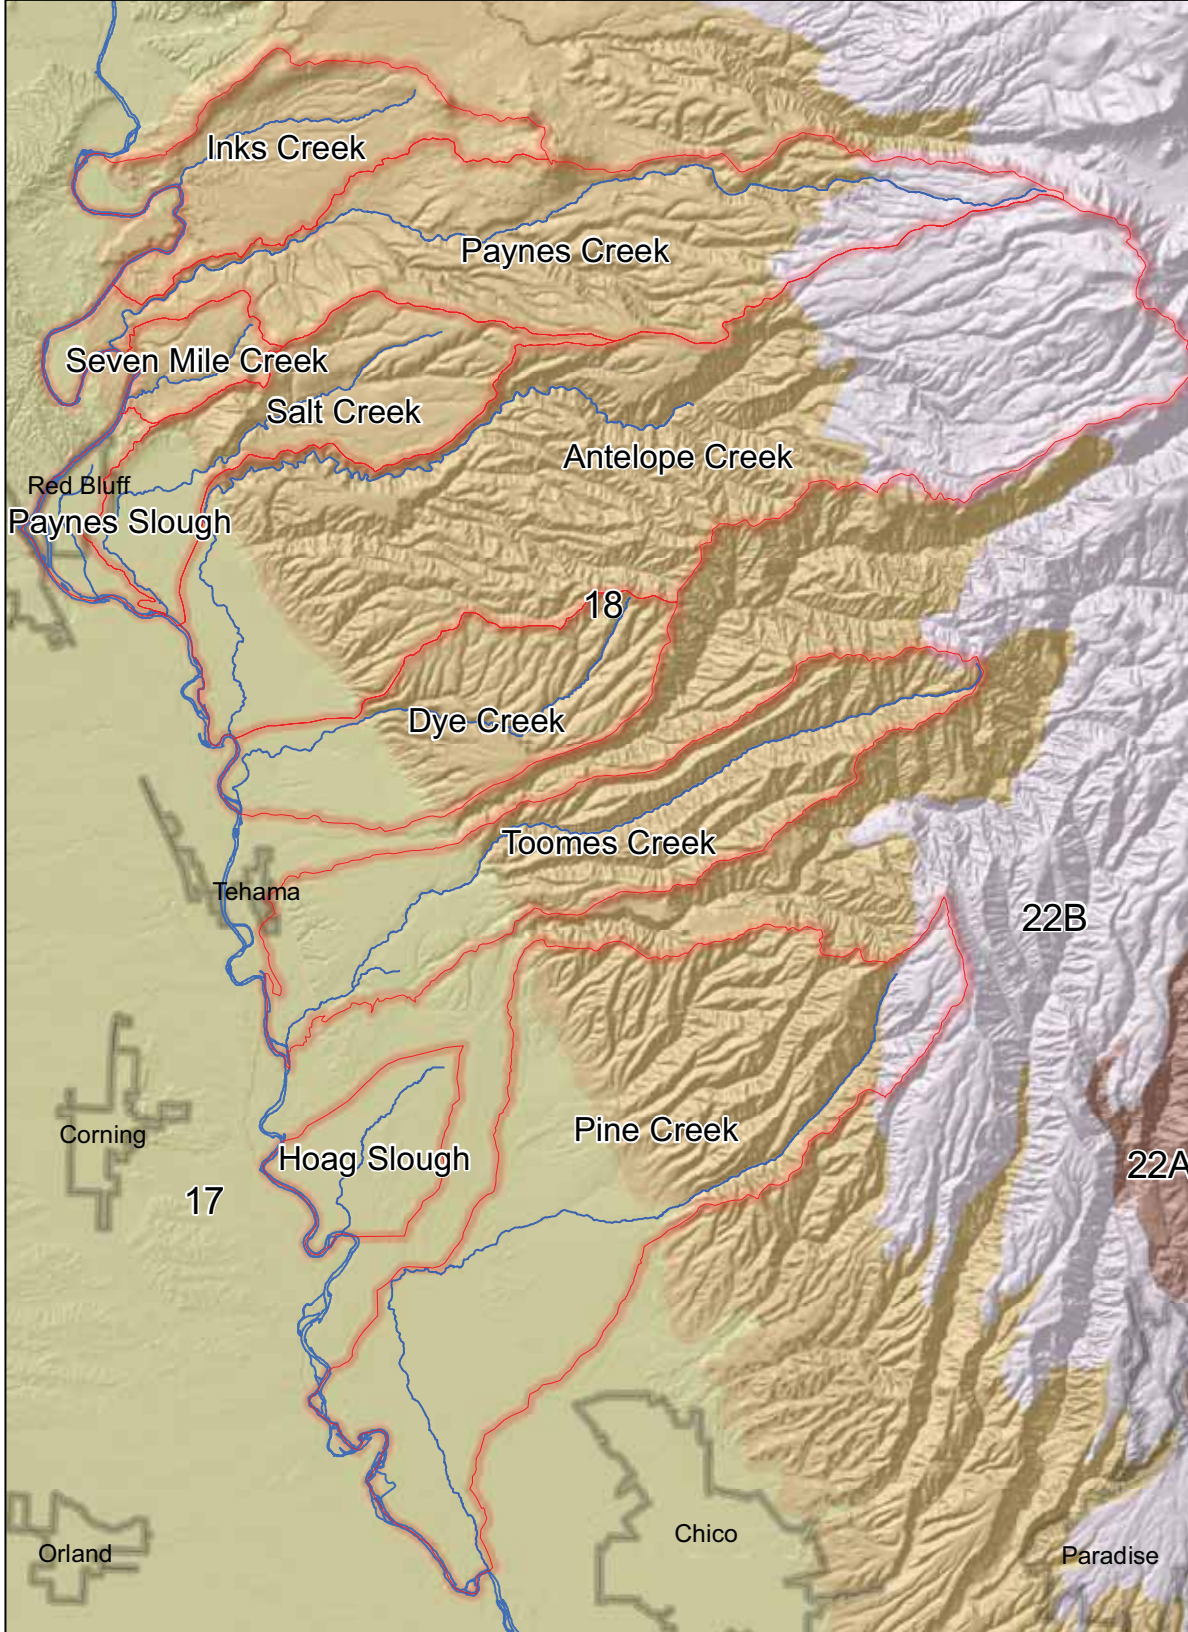 Inks Creek
Paynes Creek
Seven Mile Creek
Salt Creek
Antelope Creek
Red Bluff
Paynes Slough
18
Dye Creek
Toomes Creek
Tehama
22B
Corning
Pine Creek
Hoag Slough
22A
17
Chico
Orland
Paradise